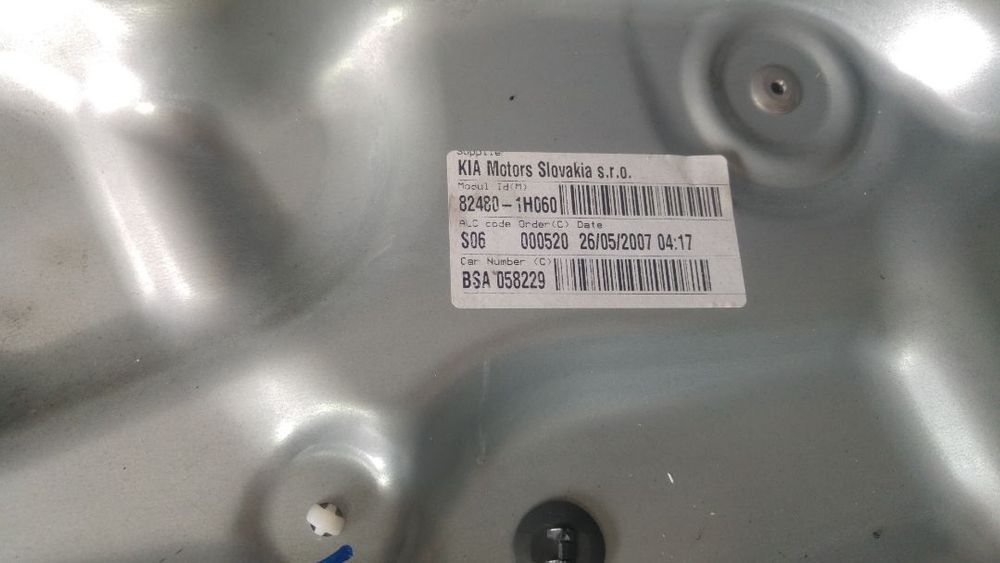 Supplie
KIA Motors Slovakia s.r.o.
Modul Id(M)
82480-1H060
ALC code Order(C) Date
S06 000520 26/05/2007 04:17
Car Number (C)
BSA 058229